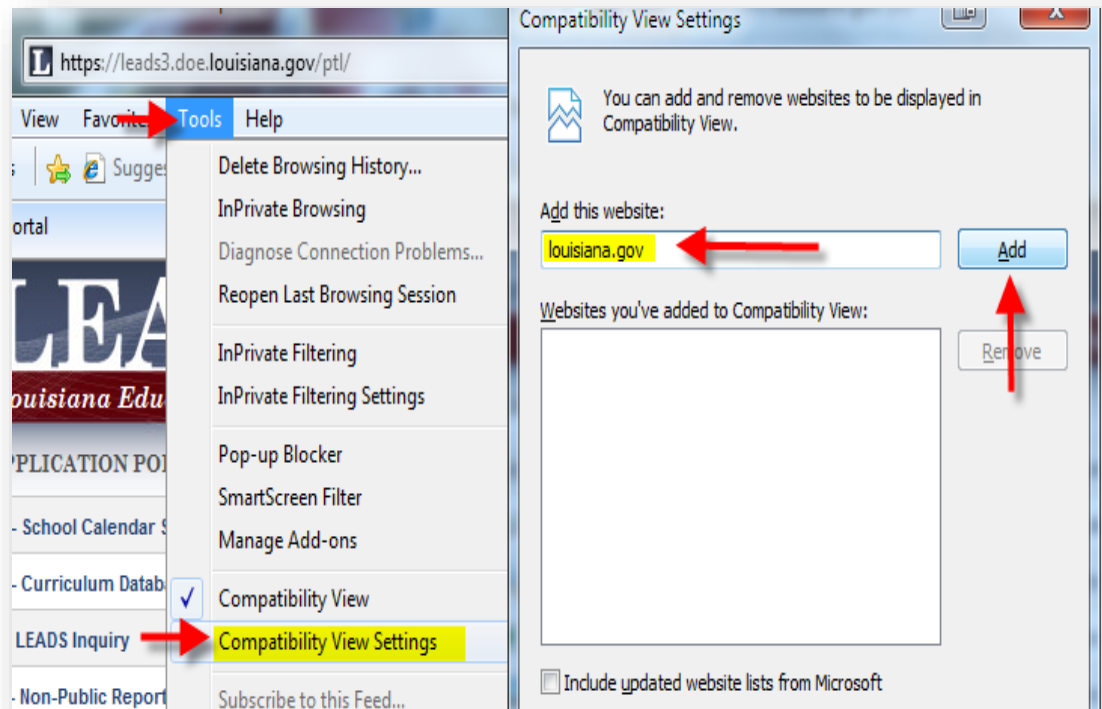 https://leads3.doe.louisiana.gov/ptl/
View Favorite Tools Help
Sugges
ortal
LEA
ouisiana Edu
PPLICATION POI
- School Calendar S
- Curriculum Datab
LEADS Inquiry
- Non-Public Report
Delete Browsing History...
InPrivate Browsing
Diagnose Connection Problems...
Reopen Last Browsing Session
InPrivate Filtering
InPrivate Filtering Settings
Pop-up Blocker
SmartScreen Filter
Manage Add-ons
Compatibility View
Compatibility View Settings
Subscribe to this Feed...
Compatibility View Settings
You can add and remove websites to be displayed in
Compatibility View.
Add this website:
louisiana.gov
Add
Websites you've added to Compatibility View:
Remove
Include updated website lists from Microsoft